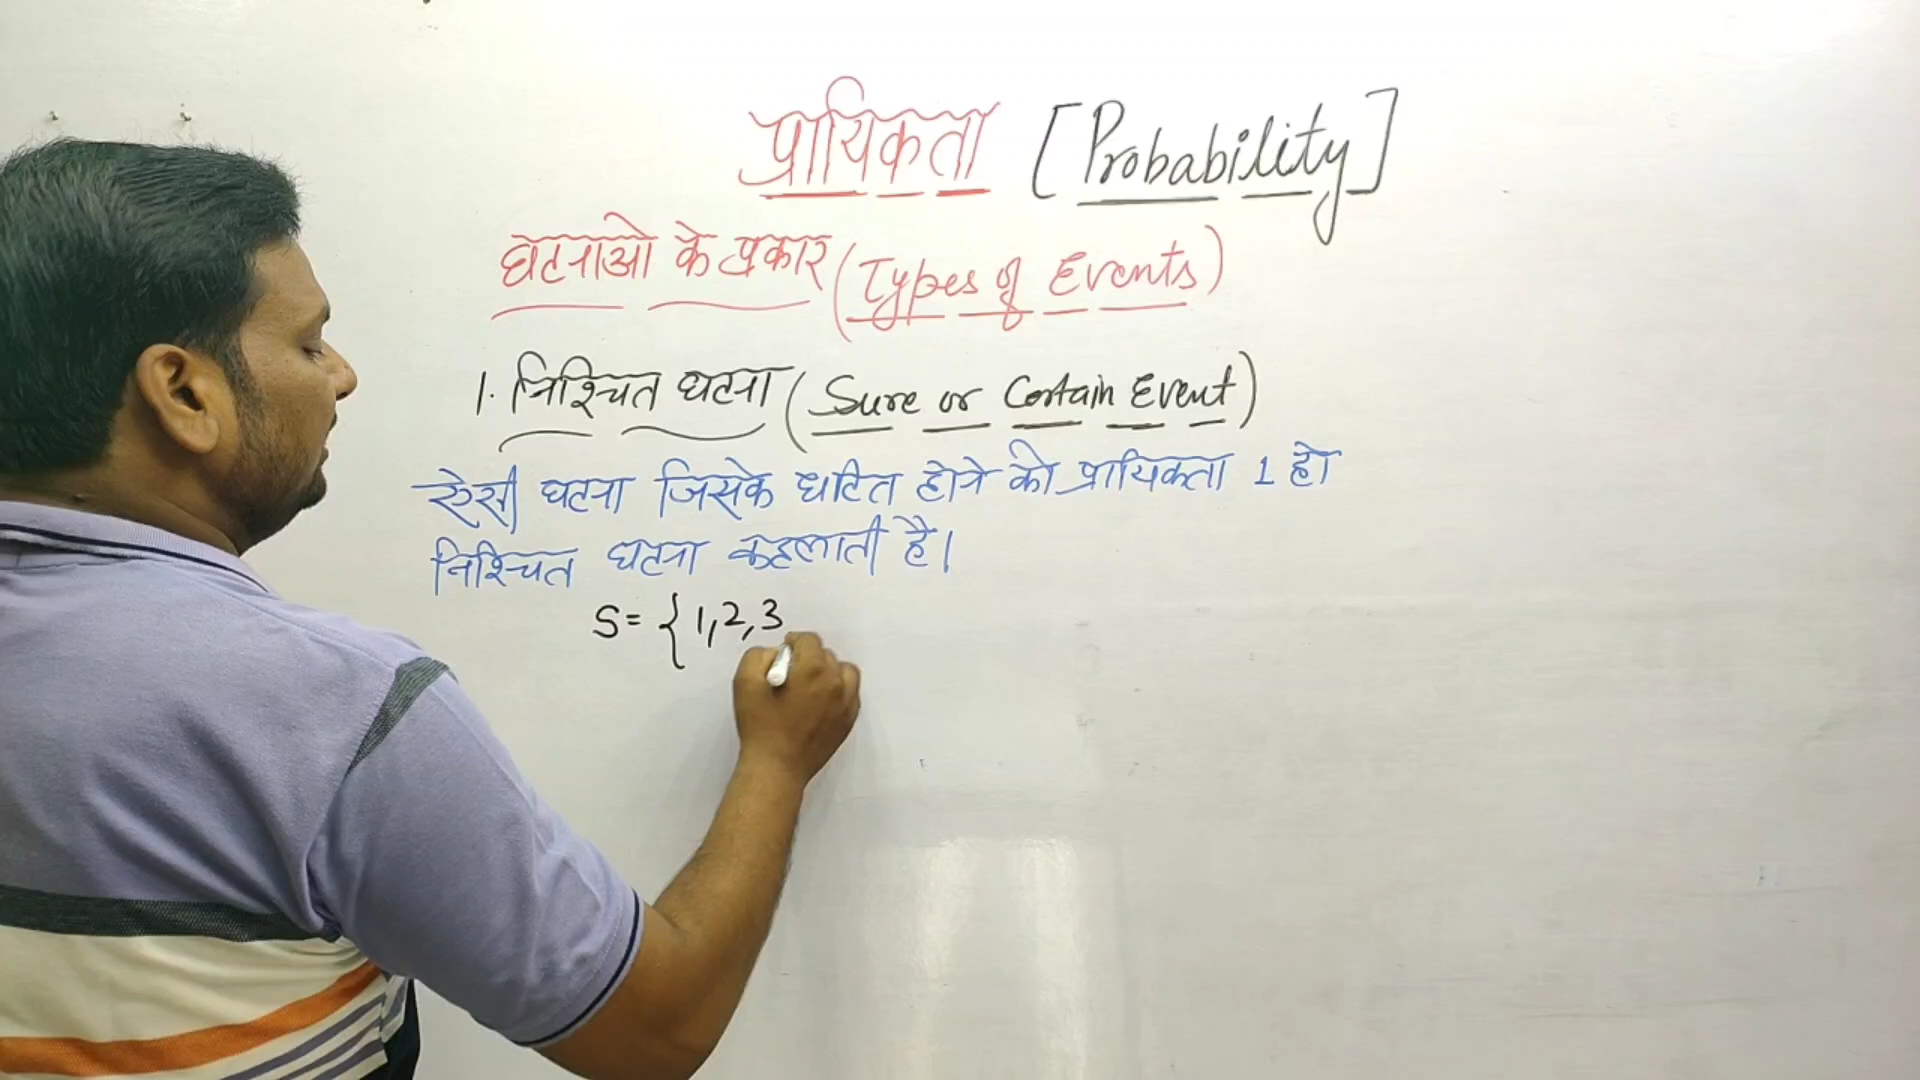 प्रायिकता [Probability]
घटनाओ के प्रकार (Types of Events)
1. निश्चित घटना (Sure or Certain Event)
ऐसी घटना जिसके घटित होने की प्रायिकता 1 हो
निश्चित घटना कहलाती है।
S= { 1,2,3